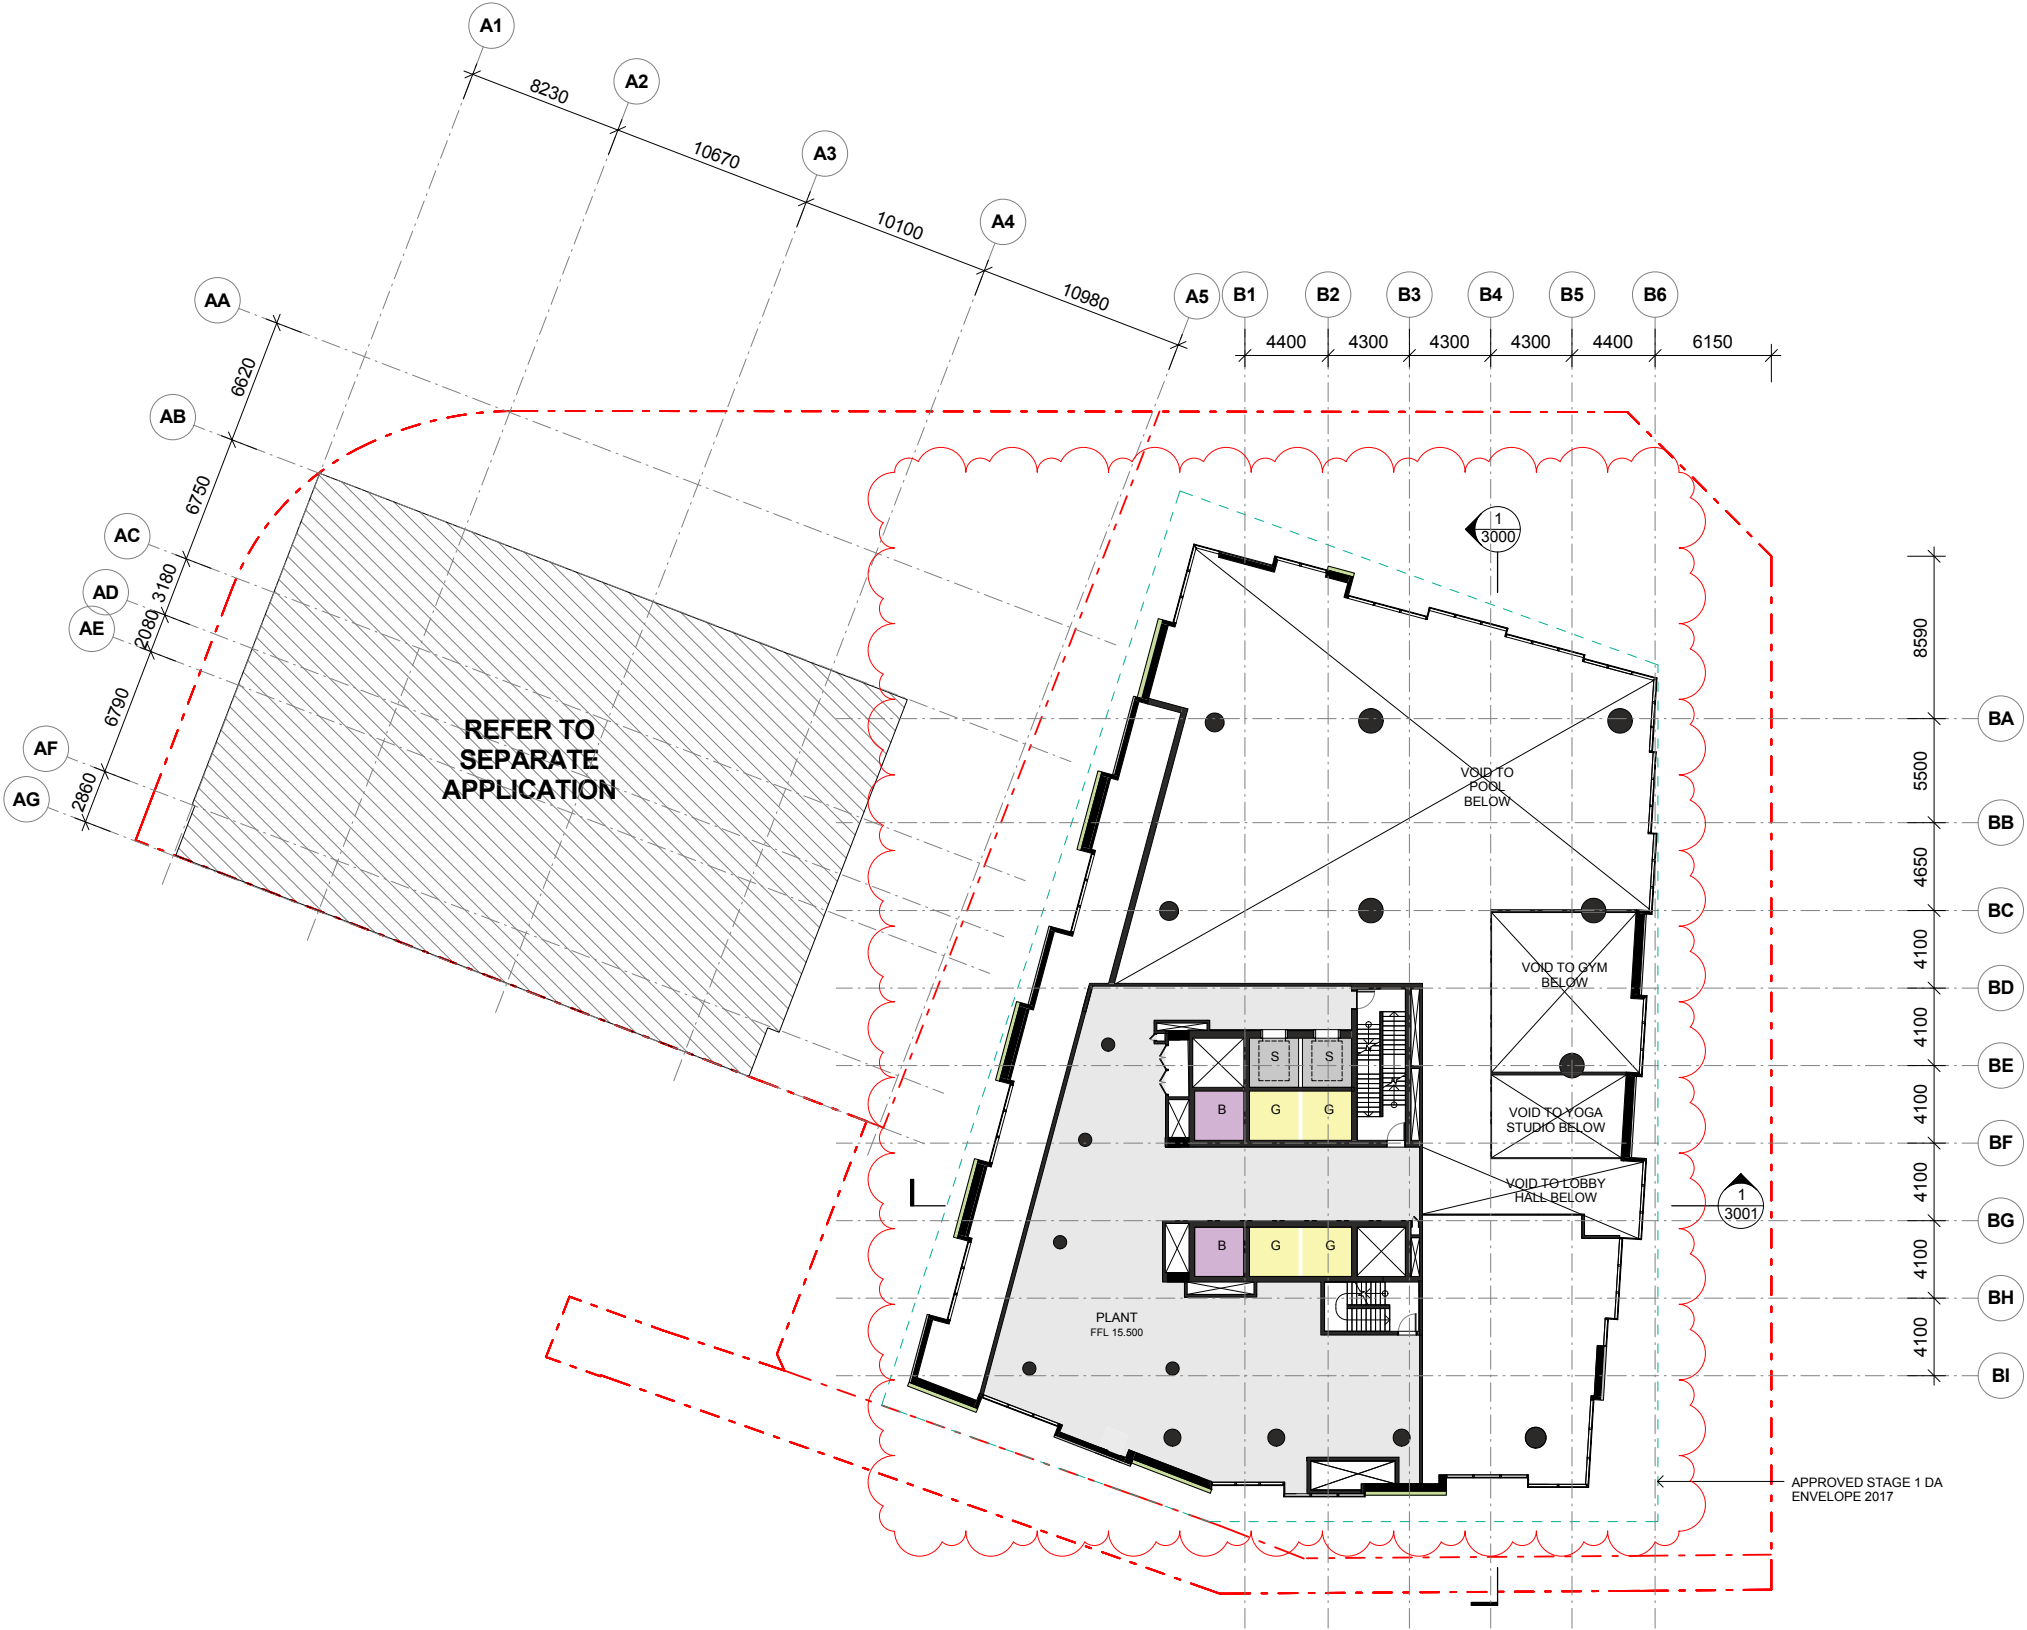 A1
A2
A3
A4
A5
B1
B2
B3
B4
B5
B6
8230
10670
10100
10980
4400
4300
4300
4300
4400
6150
AA
AB
AC
AD
AE
AF
AG
6620
6750
3180
2080
6790
2860
1
3000
8590
BA
5500
BB
4650
BC
4100
BD
4100
BE
4100
BF
4100
BG
4100
BH
4100
BI
REFER TO
SEPARATE
APPLICATION
VOID TO
POOL
BELOW
VOID TO GYM
BELOW
S
S
B
G
G
VOID TO YOGA
STUDIO BELOW
VOID TO LOBBY
HALL BELOW
1
3001
B
G
G
PLANT
FFL 15.500
APPROVED STAGE 1 DA
ENVELOPE 2017